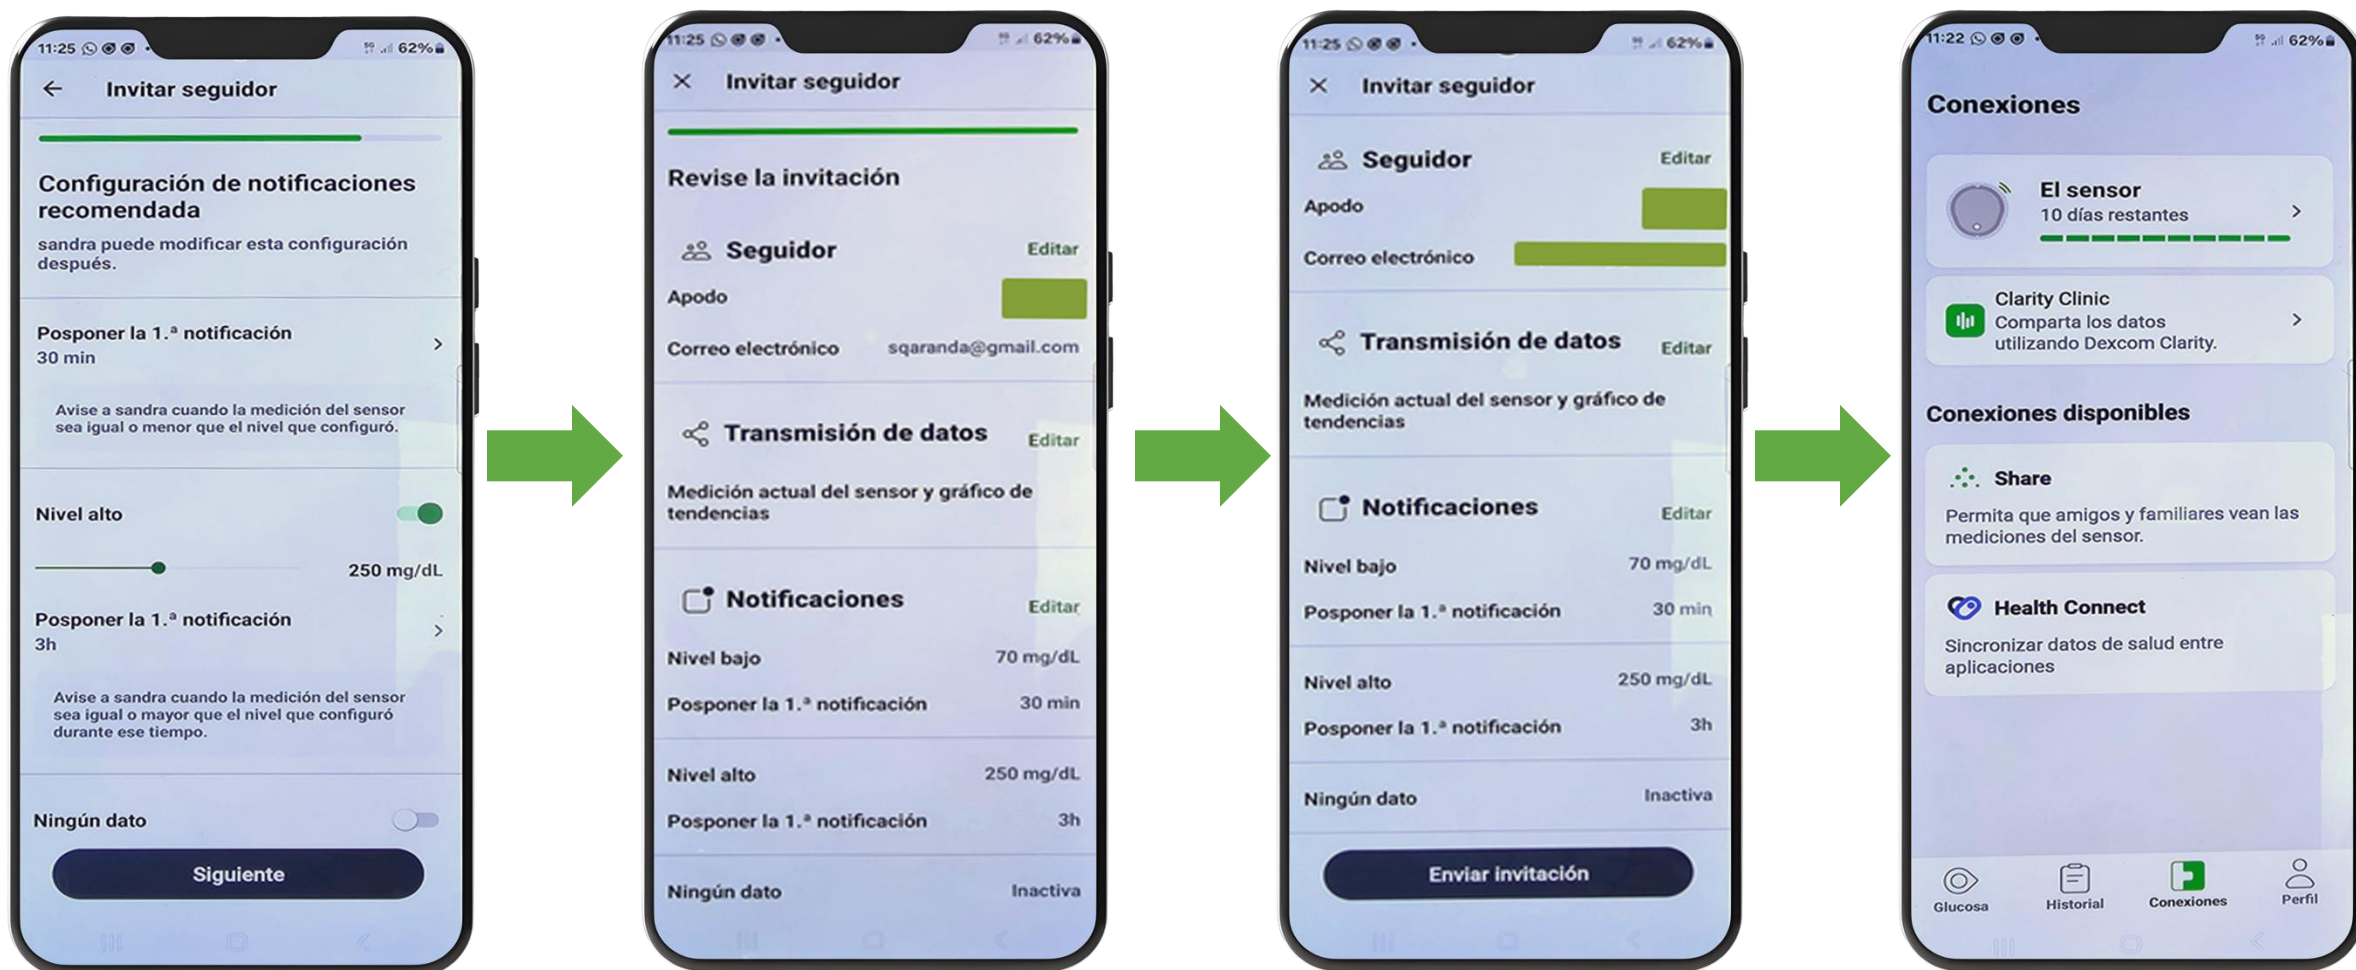 11:25
62%
Invitar seguidor
Configuración de notificaciones
recomendada
sandra puede modificar esta configuración
después.
Posponer la 1.ª notificación
30 min
Avise a sandra cuando la medición del sensor
sea igual o menor que el nivel que configuró.
Nivel alto
250 mg/dL
Posponer la 1.ª notificación
3h
Avise a sandra cuando la medición del sensor
sea igual o mayor que el nivel que configuró
durante ese tiempo.
Ningún dato
Siguiente
11:25
62%
Invitar seguidor
Revise la invitación
Seguidor Editar
Apodo
Correo electrónico sqaranda@gmail.com
Transmisión de datos Editar
Medición actual del sensor y gráfico de
tendencias
Notificaciones Editar
Nivel bajo 70 mg/dL
Posponer la 1.ª notificación 30 min
Nivel alto 250 mg/dL
Posponer la 1.ª notificación 3h
Ningún dato Inactiva
11:25
62%
Invitar seguidor
Seguidor Editar
Apodo
Correo electrónico
Transmisión de datos Editar
Medición actual del sensor y gráfico de
tendencias
Notificaciones Editar
Nivel bajo 70 mg/dL
Posponer la 1.ª notificación 30 min
Nivel alto 250 mg/dL
Posponer la 1.ª notificación 3h
Ningún dato Inactiva
Enviar invitación
11:22
62%
Conexiones
El sensor
10 días restantes
Clarity Clinic
Comparta los datos
utilizando Dexcom Clarity.
Conexiones disponibles
Share
Permita que amigos y familiares vean las
mediciones del sensor.
Health Connect
Sincronizar datos de salud entre
aplicaciones
Glucosa Historial Conexiones Perfil